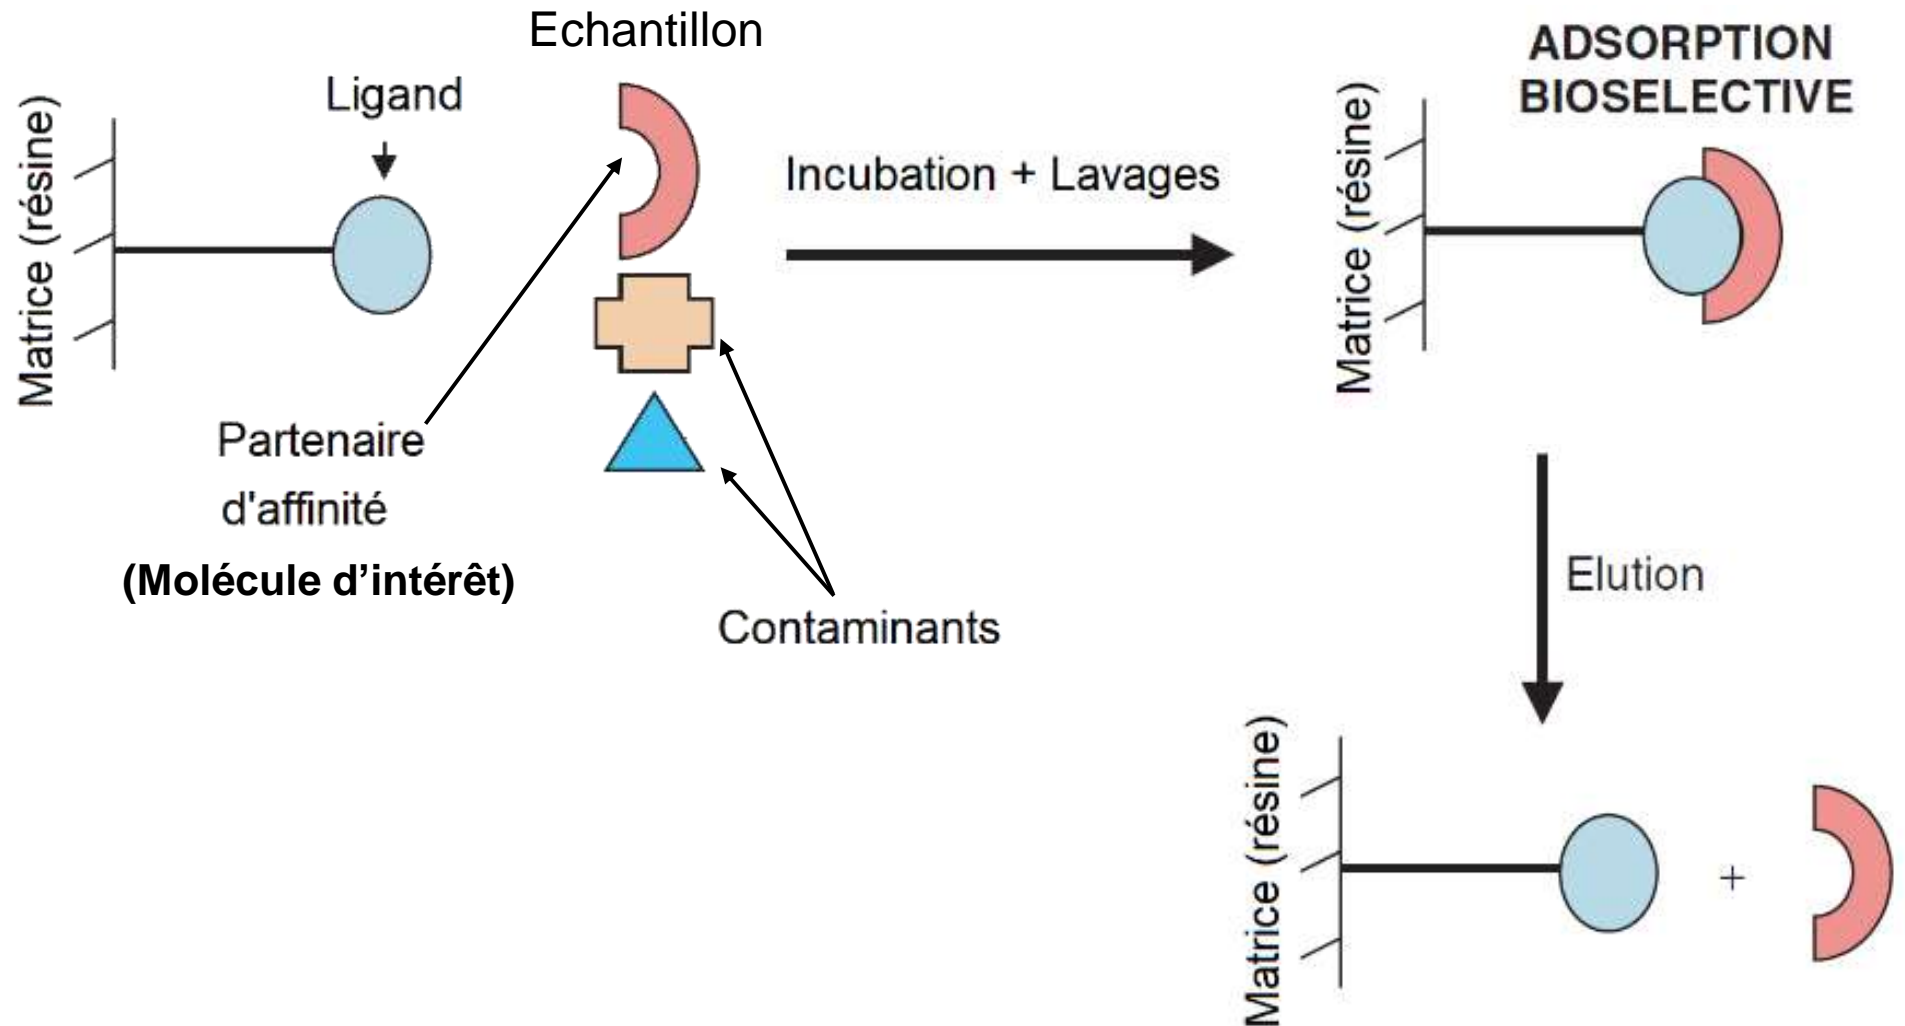 Echantillon
Ligand
Matrice (résine)
Partenaire
d'affinité
(Molécule d’intérêt)
Contaminants
Incubation + Lavages
ADSORPTION
BIOSELECTIVE
Matrice (résine)
Elution
Matrice (résine)
+